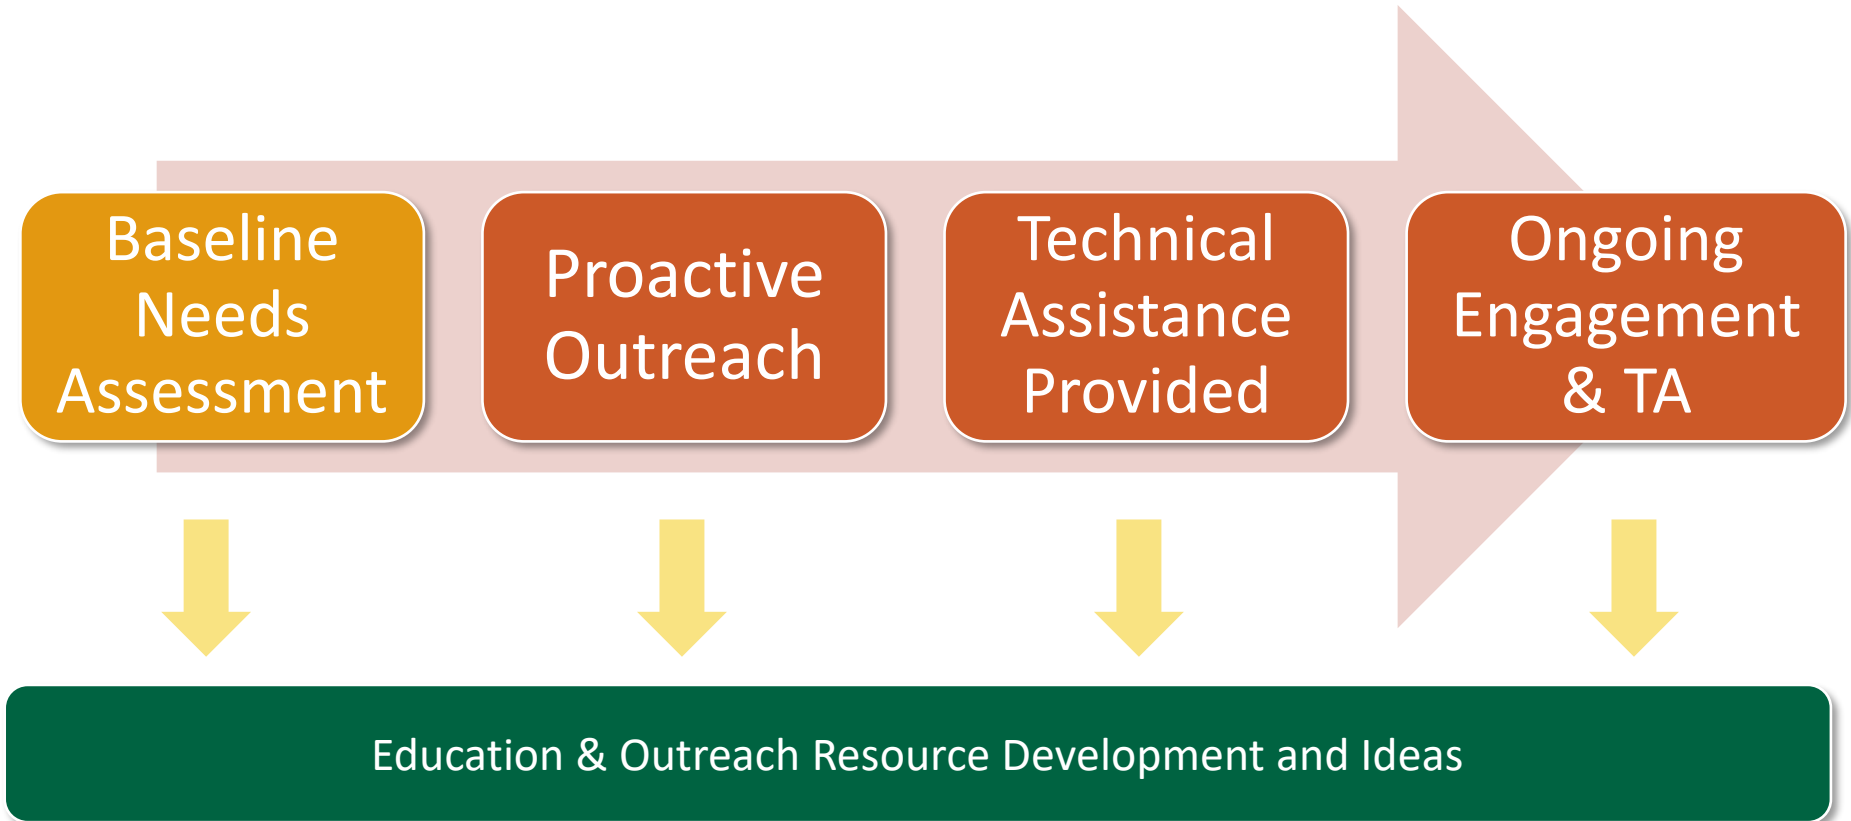 Baseline
Needs
Assessment
Proactive
Outreach
Technical
Assistance
Provided
Ongoing
Engagement
& TA
Education & Outreach Resource Development and Ideas